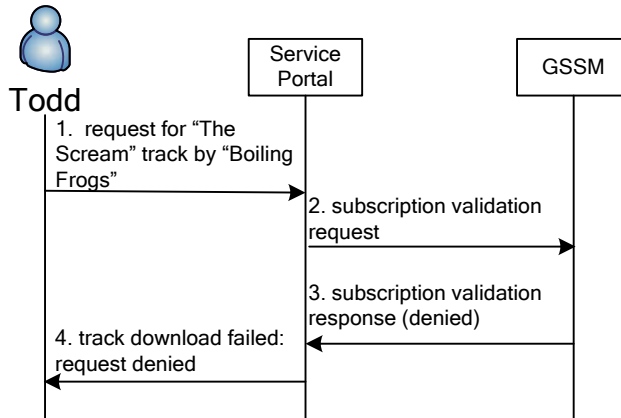 Todd
Service
Portal
GSSM
1.  request for “The
Scream” track by “Boiling
Frogs”
2. subscription validation
request
3. subscription validation
response (denied)
4. track download failed:
request denied